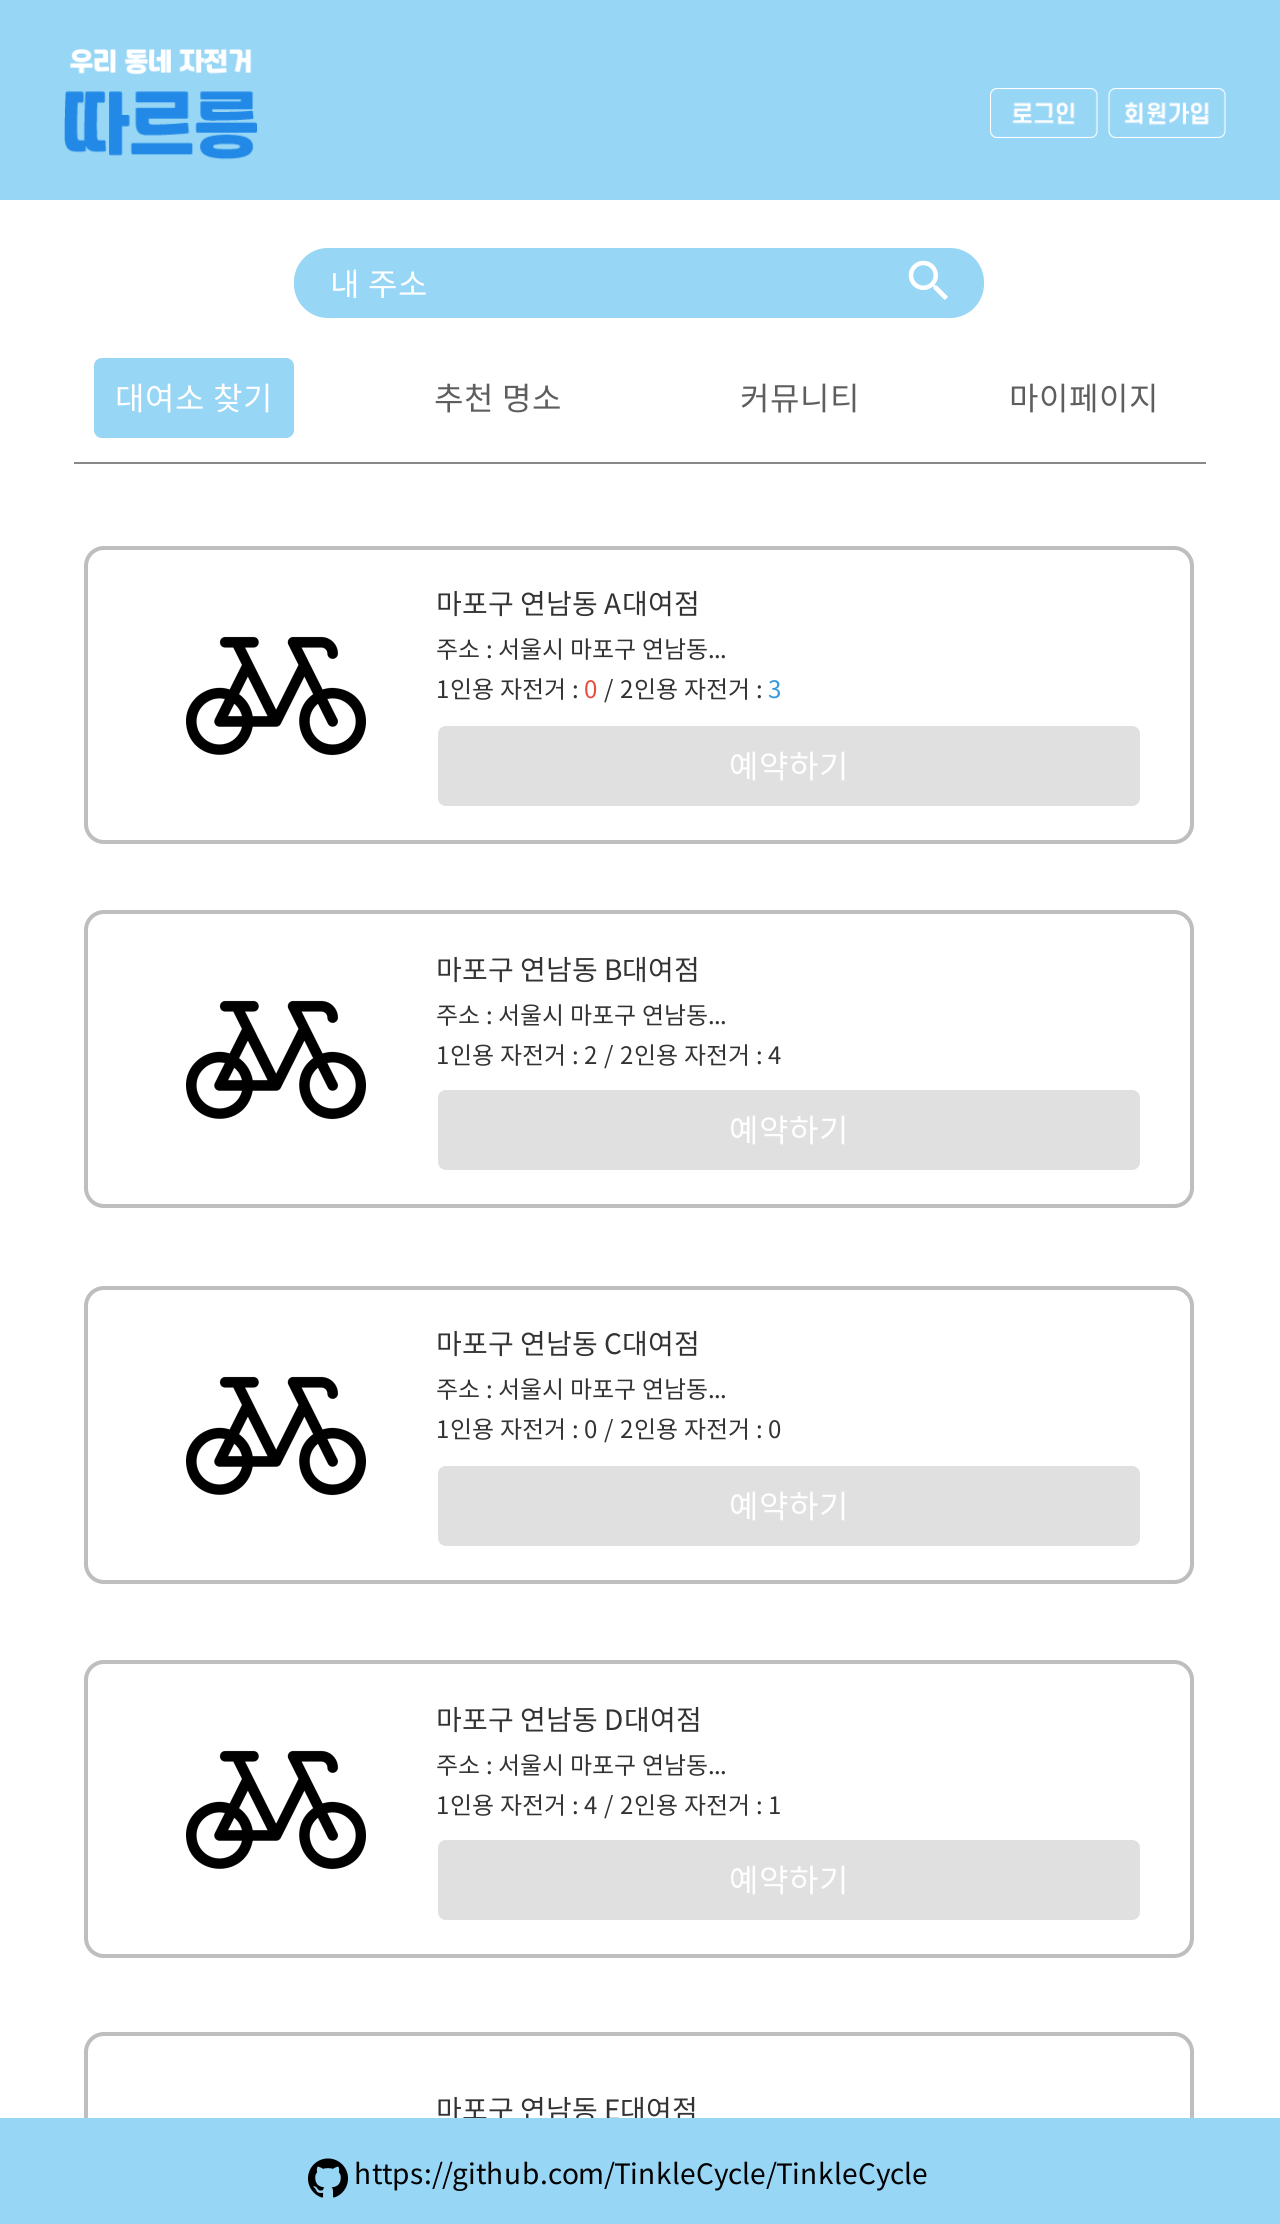 우리 동네 자전거
따르릉
로그인 회원가입
내 주소
대여소 찾기 추천 명소 커뮤니티 마이페이지
마포구 연남동 A대여점
주소 : 서울시 마포구 연남동...
1인용 자전거 : 0 / 2인용 자전거 : 3
예약하기
마포구 연남동 B대여점
주소 : 서울시 마포구 연남동...
1인용 자전거 : 2 / 2인용 자전거 : 4
예약하기
마포구 연남동 C대여점
주소 : 서울시 마포구 연남동...
1인용 자전거 : 0 / 2인용 자전거 : 0
예약하기
마포구 연남동 D대여점
주소 : 서울시 마포구 연남동...
1인용 자전거 : 4 / 2인용 자전거 : 1
예약하기
마포구 연남동 E대여점
https://github.com/TinkleCycle/TinkleCycle